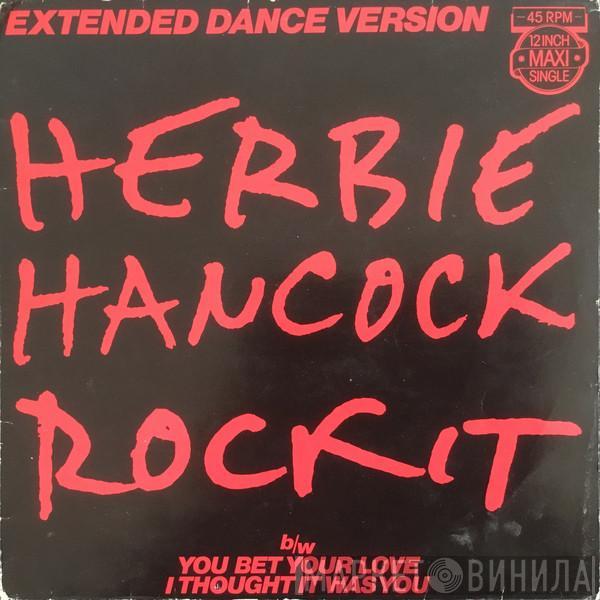 EXTENDED DANCE VERSION
45 RPM
12 INCH
MAXI
SINGLE
HERBIE
HANCOCK
ROCKIT
b/w
YOU BET YOUR LOVE
I THOUGHT IT WAS YOU
МАРКЕТ ВИНИЛА